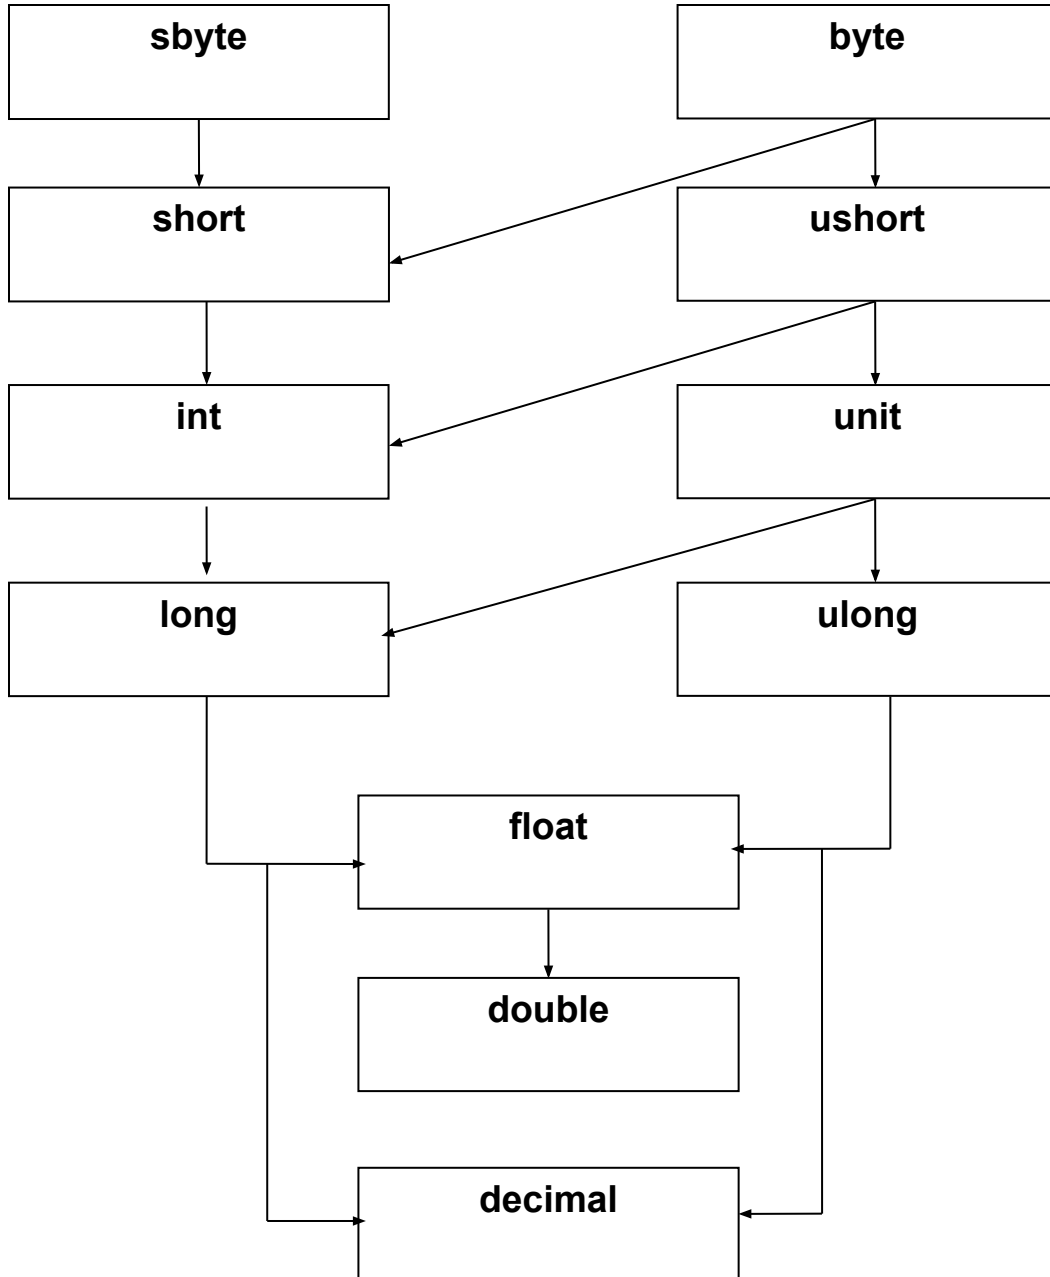 sbyte
byte
short
ushort
int
unit
long
ulong
float
double
decimal